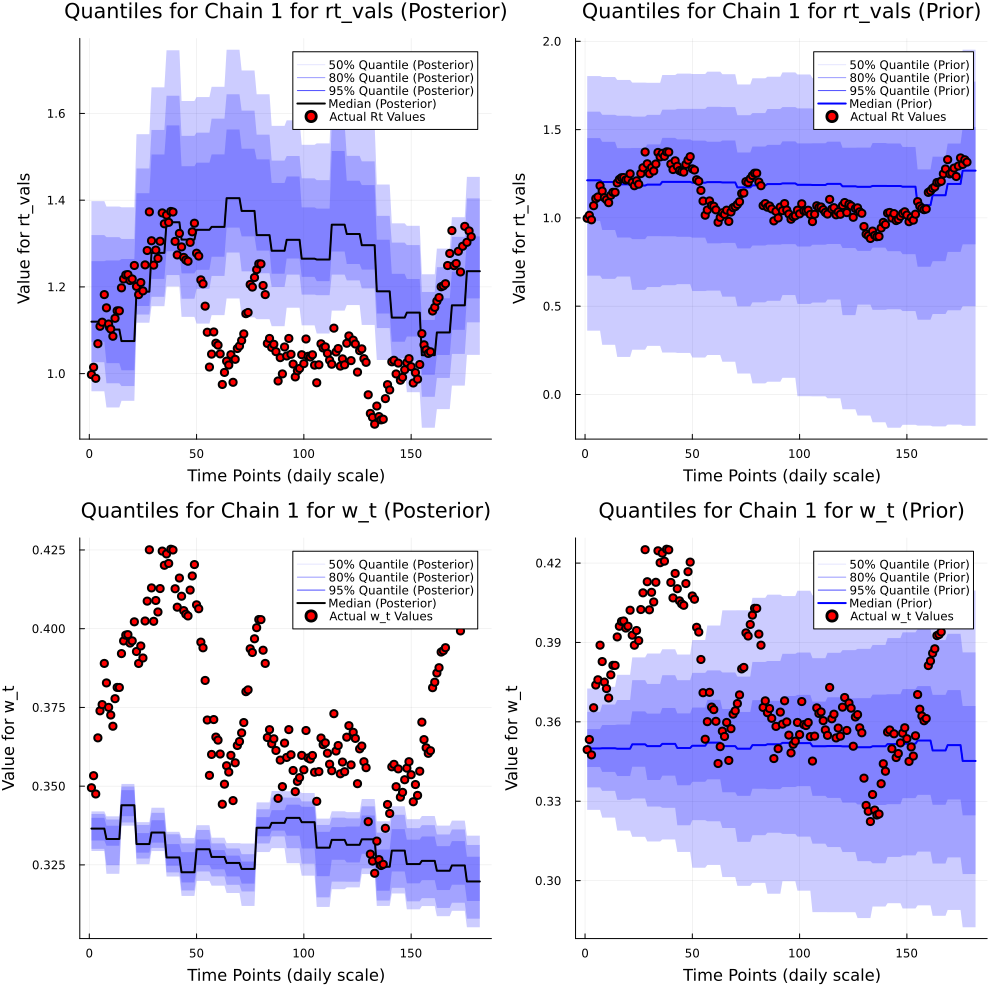 Quantiles for Chain 1 for rt_vals (Posterior)
Value for rt_vals
1.6
1.4
1.2
1.0
50% Quantile (Posterior)
80% Quantile (Posterior)
95% Quantile (Posterior)
Median (Posterior)
Actual Rt Values
0
50
100
150
Time Points (daily scale)
Quantiles for Chain 1 for rt_vals (Prior)
Value for rt_vals
2.0
1.5
1.0
0.5
0.0
50% Quantile (Prior)
80% Quantile (Prior)
95% Quantile (Prior)
Median (Prior)
Actual Rt Values
0
50
100
150
Time Points (daily scale)
Quantiles for Chain 1 for w_t (Posterior)
Value for w_t
0.425
0.400
0.375
0.350
0.325
50% Quantile (Posterior)
80% Quantile (Posterior)
95% Quantile (Posterior)
Median (Posterior)
Actual w_t Values
0
50
100
150
Time Points (daily scale)
Quantiles for Chain 1 for w_t (Prior)
Value for w_t
0.42
0.39
0.36
0.33
0.30
50% Quantile (Prior)
80% Quantile (Prior)
95% Quantile (Prior)
Median (Prior)
Actual w_t Values
0
50
100
150
Time Points (daily scale)